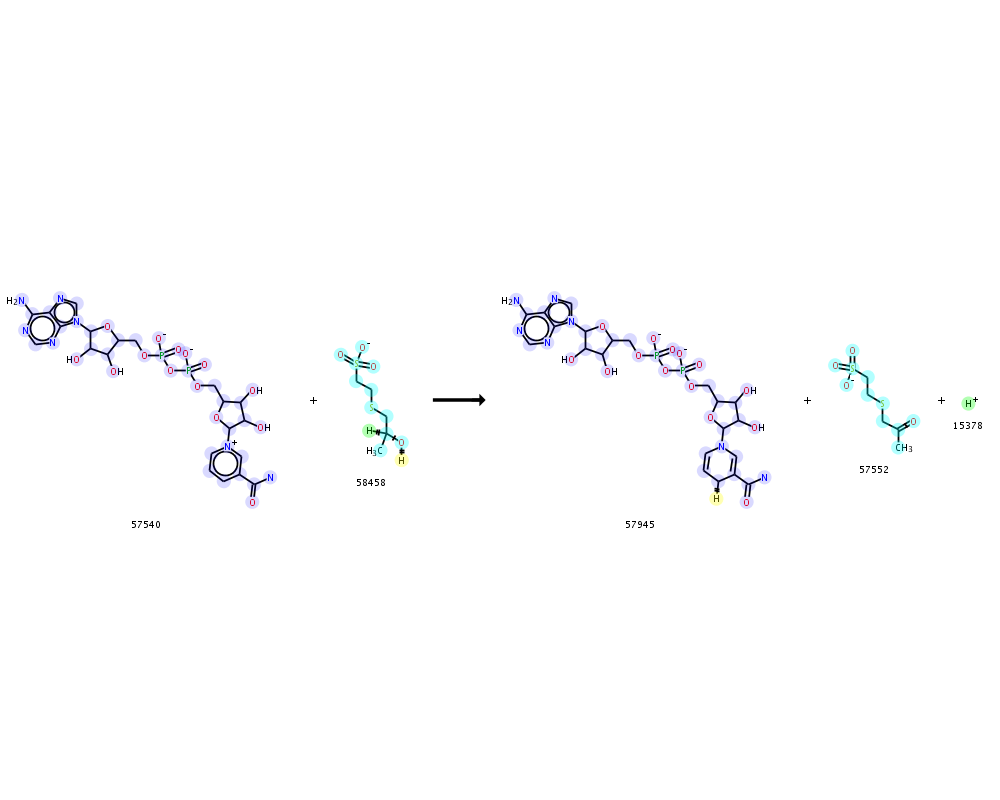 H₂N N N N N O HO OH O P O⁻ O O P O⁻ O O O OH OH N⁺ N O
57540
+
O⁻ O S O S H H₃C O H
58458
H₂N N N N N O HO OH O P O⁻ O O P O⁻ O O O OH OH N N O H
57945
+
O O S O⁻ S O CH₃
57552
+
H⁺
15378